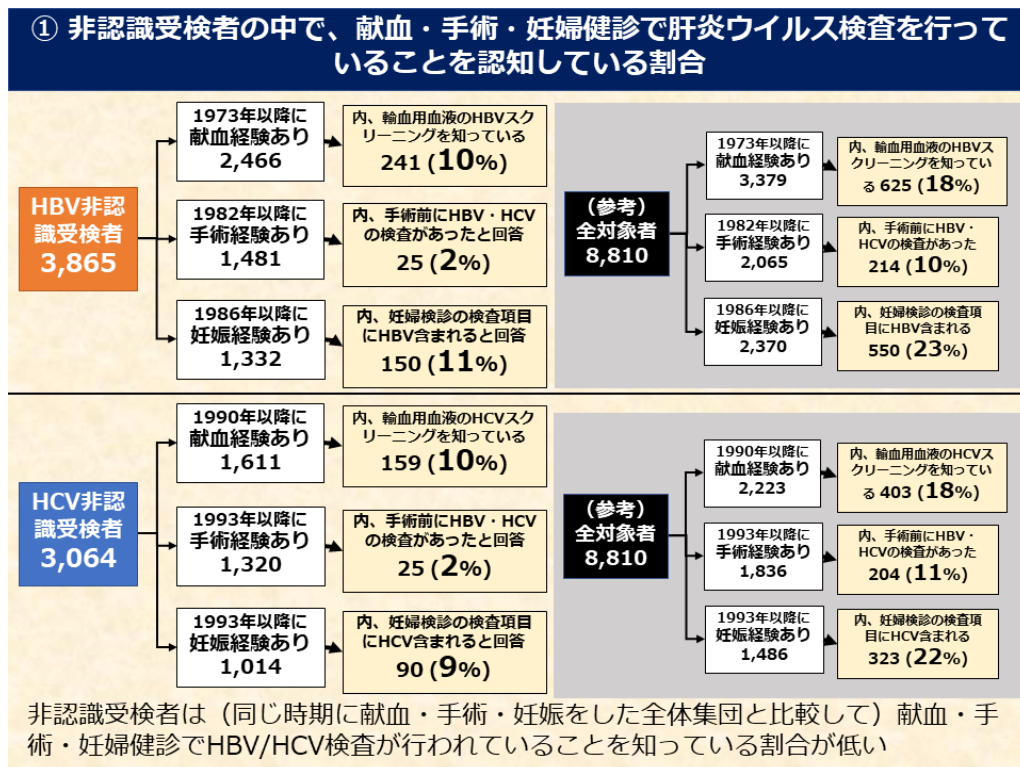 ① 非認識受検者の中で、献血・手術・妊婦健診で肝炎ウイルス検査を行って
いることを認知している割合
HBV非認
識受検者
3,865
1973年以降に
献血経験あり
2,466
内、輸血用血液のHBVスク
リーニングを知っている
241 (10%)
1982年以降に
手術経験あり
1,481
内、手術前にHBV・HCV
の検査があったと回答
25 (2%)
1986年以降に
妊娠経験あり
1,332
内、妊婦検診の検査項目
にHBV含まれると回答
150 (11%)
（参考）
全対象者
8,810
1973年以降に
献血経験あり
3,379
内、輸血用血液のHBVス
クリーニングを知ってい
る 625 (18%)
1982年以降に
手術経験あり
2,065
内、手術前にHBV・
HCVの検査があった
214 (10%)
1986年以降に
妊娠経験あり
2,370
内、妊婦検診の検査項
目にHBV含まれる
550 (23%)
HCV非認
識受検者
3,064
1990年以降に
献血経験あり
1,611
内、輸血用血液のHCVスク
リーニングを知っている
159 (10%)
1993年以降に
手術経験あり
1,320
内、手術前にHBV・HCV
の検査があったと回答
25 (2%)
1993年以降に
妊娠経験あり
1,014
内、妊婦検診の検査項目
にHCV含まれると回答
90 (9%)
（参考）
全対象者
8,810
1990年以降に
献血経験あり
2,223
内、輸血用血液のHCVス
クリーニングを知ってい
る 403 (18%)
1993年以降に
手術経験あり
1,836
内、手術前にHBV・
HCVの検査があった
204 (11%)
1993年以降に
妊娠経験あり
1,486
内、妊婦検診の検査項
目にHCV含まれる
323 (22%)
非認識受検者は（同じ時期に献血・手術・妊娠をした全体集団と比較して）献血・手
術・妊婦健診でHBV/HCV検査が行われていることを知っている割合が低い